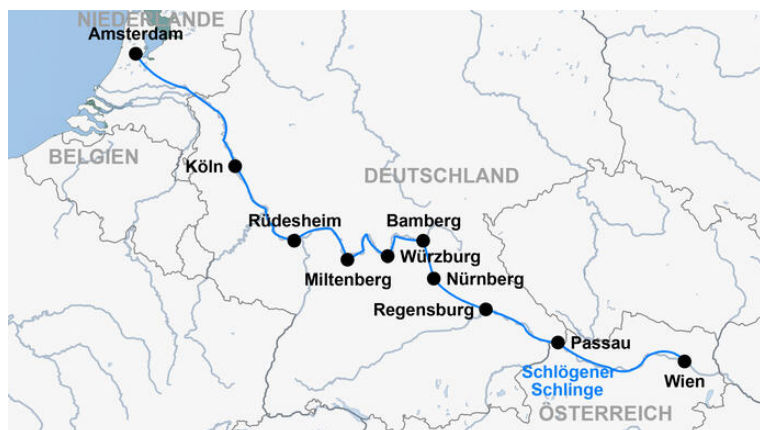 NIEDERLANDE
Amsterdam
BELGIEN
Köln
DEUTSCHLAND
Rüdesheim
Bamberg
Würzburg
Miltenberg
Nürnberg
Regensburg
Passau
Schlögener
Schlinge
Wien
ÖSTERREICH